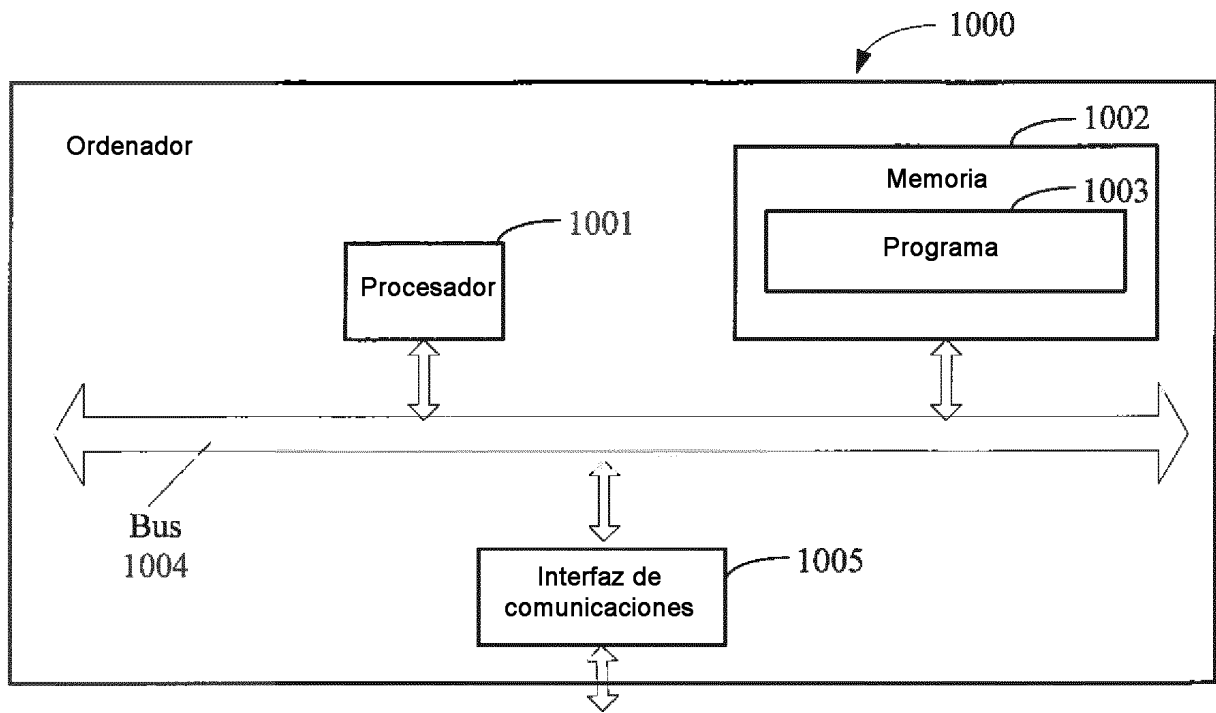 1000
Ordenador
1002
Memoria
1003
Programa
1001
Procesador
Bus
1004
1005
Interfaz de
comunicaciones